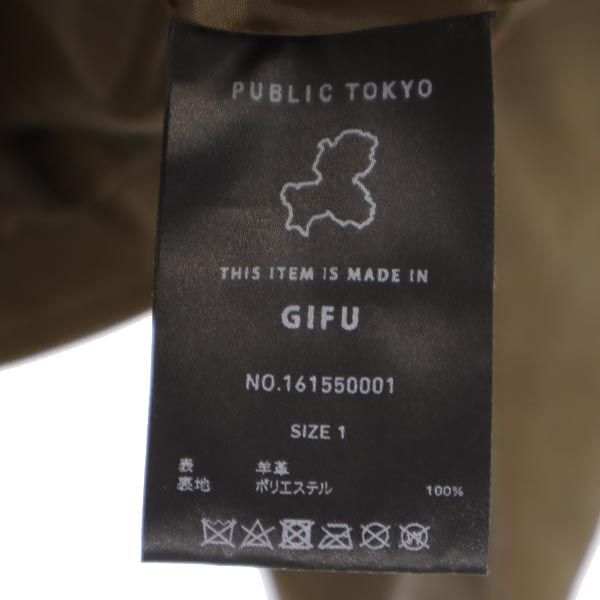 PUBLIC TOKYO
THIS ITEM IS MADE IN
GIFU
NO.161550001
SIZE 1
表 羊革
裏地 ポリエステル 100%